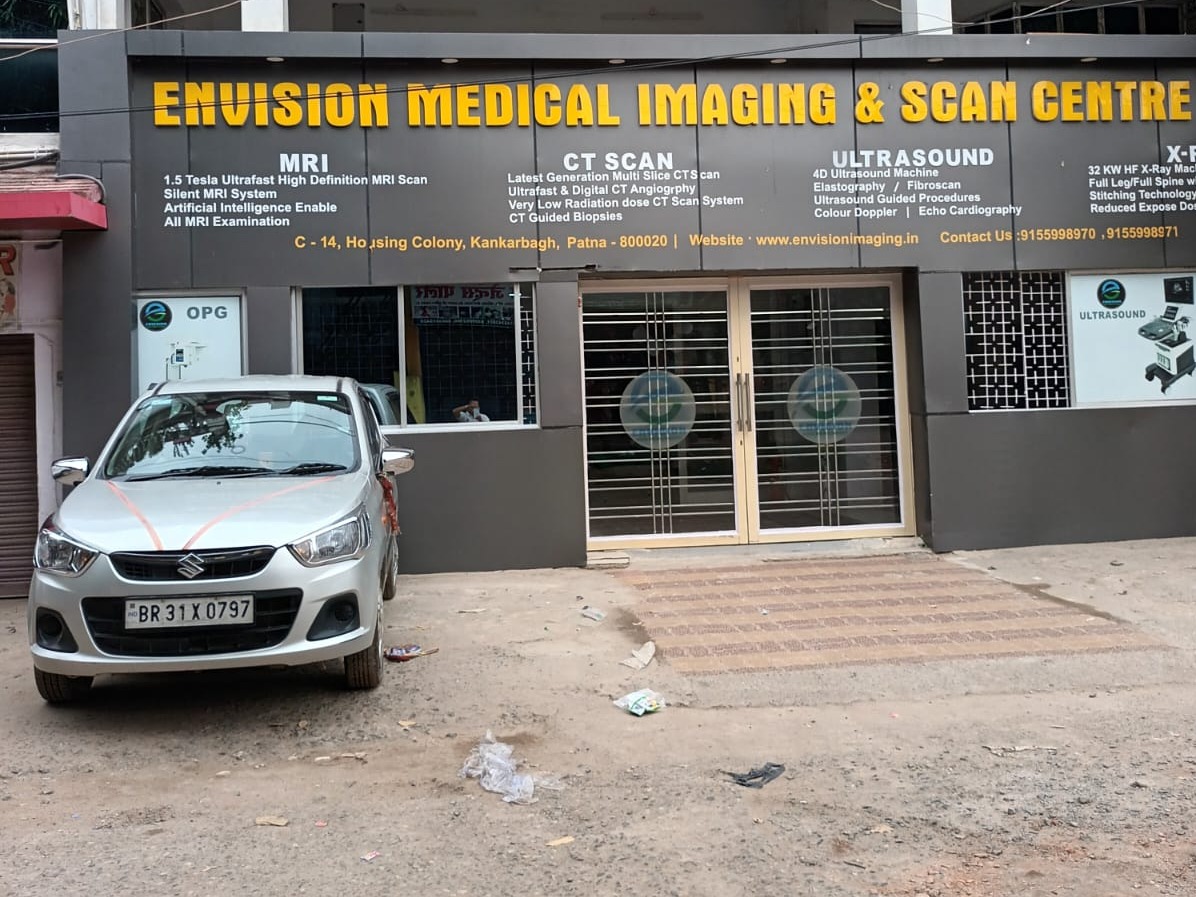 ENVISION MEDICAL IMAGING & SCAN CENTRE
MRI
1.5 Tesla Ultrafast High Definition MRI Scan
Silent MRI System
Artificial Intelligence Enable
All MRI Examination
CT SCAN
Latest Generation Multi Slice CTScan
Ultrafast & Digital CT Angiogrphy
Very Low Radiation dose CT Scan System
CT Guided Biopsies
ULTRASOUND
4D Ultrasound Machine
Elastography / Fibroscan
Ultrasound Guided Procedures
Colour Doppler | Echo Cardiography
32 KW HF X-Ray
Full Leg/Full Spine
Stitching Technology
Reduced Expose
C - 14, Housing Colony, Kankarbagh, Patna - 800020 | Website : www.envisionimaging.in Contact Us :9155998970 ,9155998971
OPG
ULTRASOUND
IND BR 31 X 0797